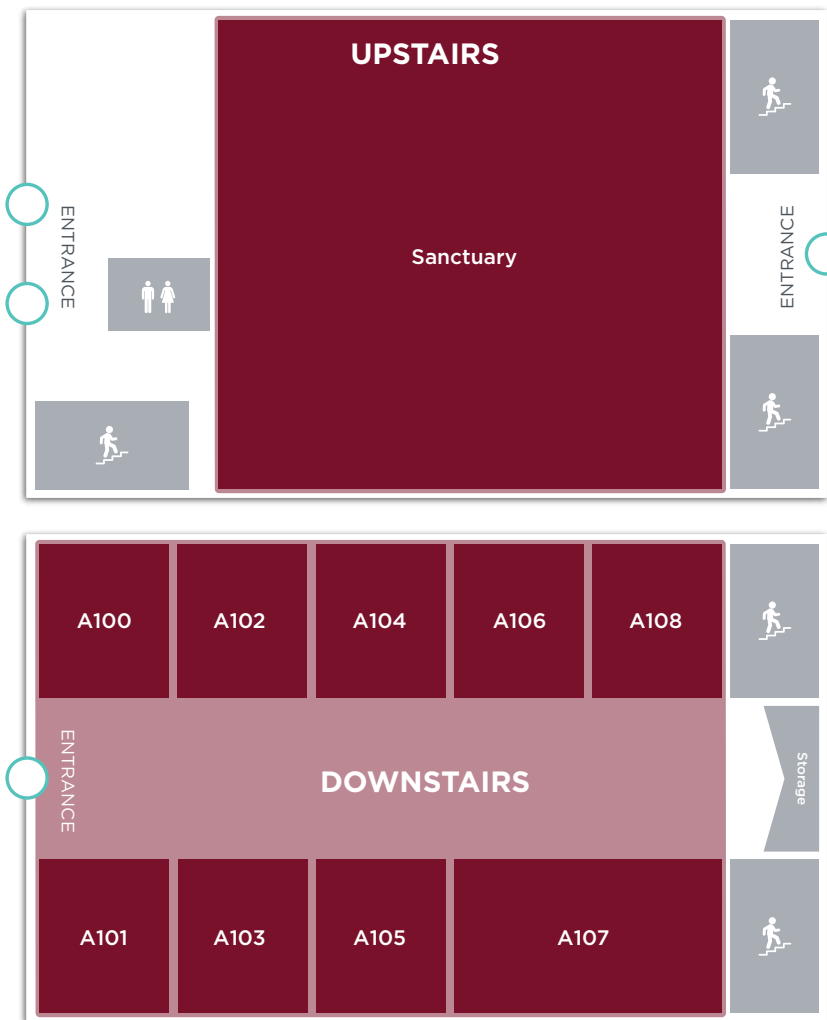 UPSTAIRS
ENTRANCE
Sanctuary
ENTRANCE
A100
A102
A104
A106
A108
ENTRANCE
DOWNSTAIRS
Storage
A101
A103
A105
A107